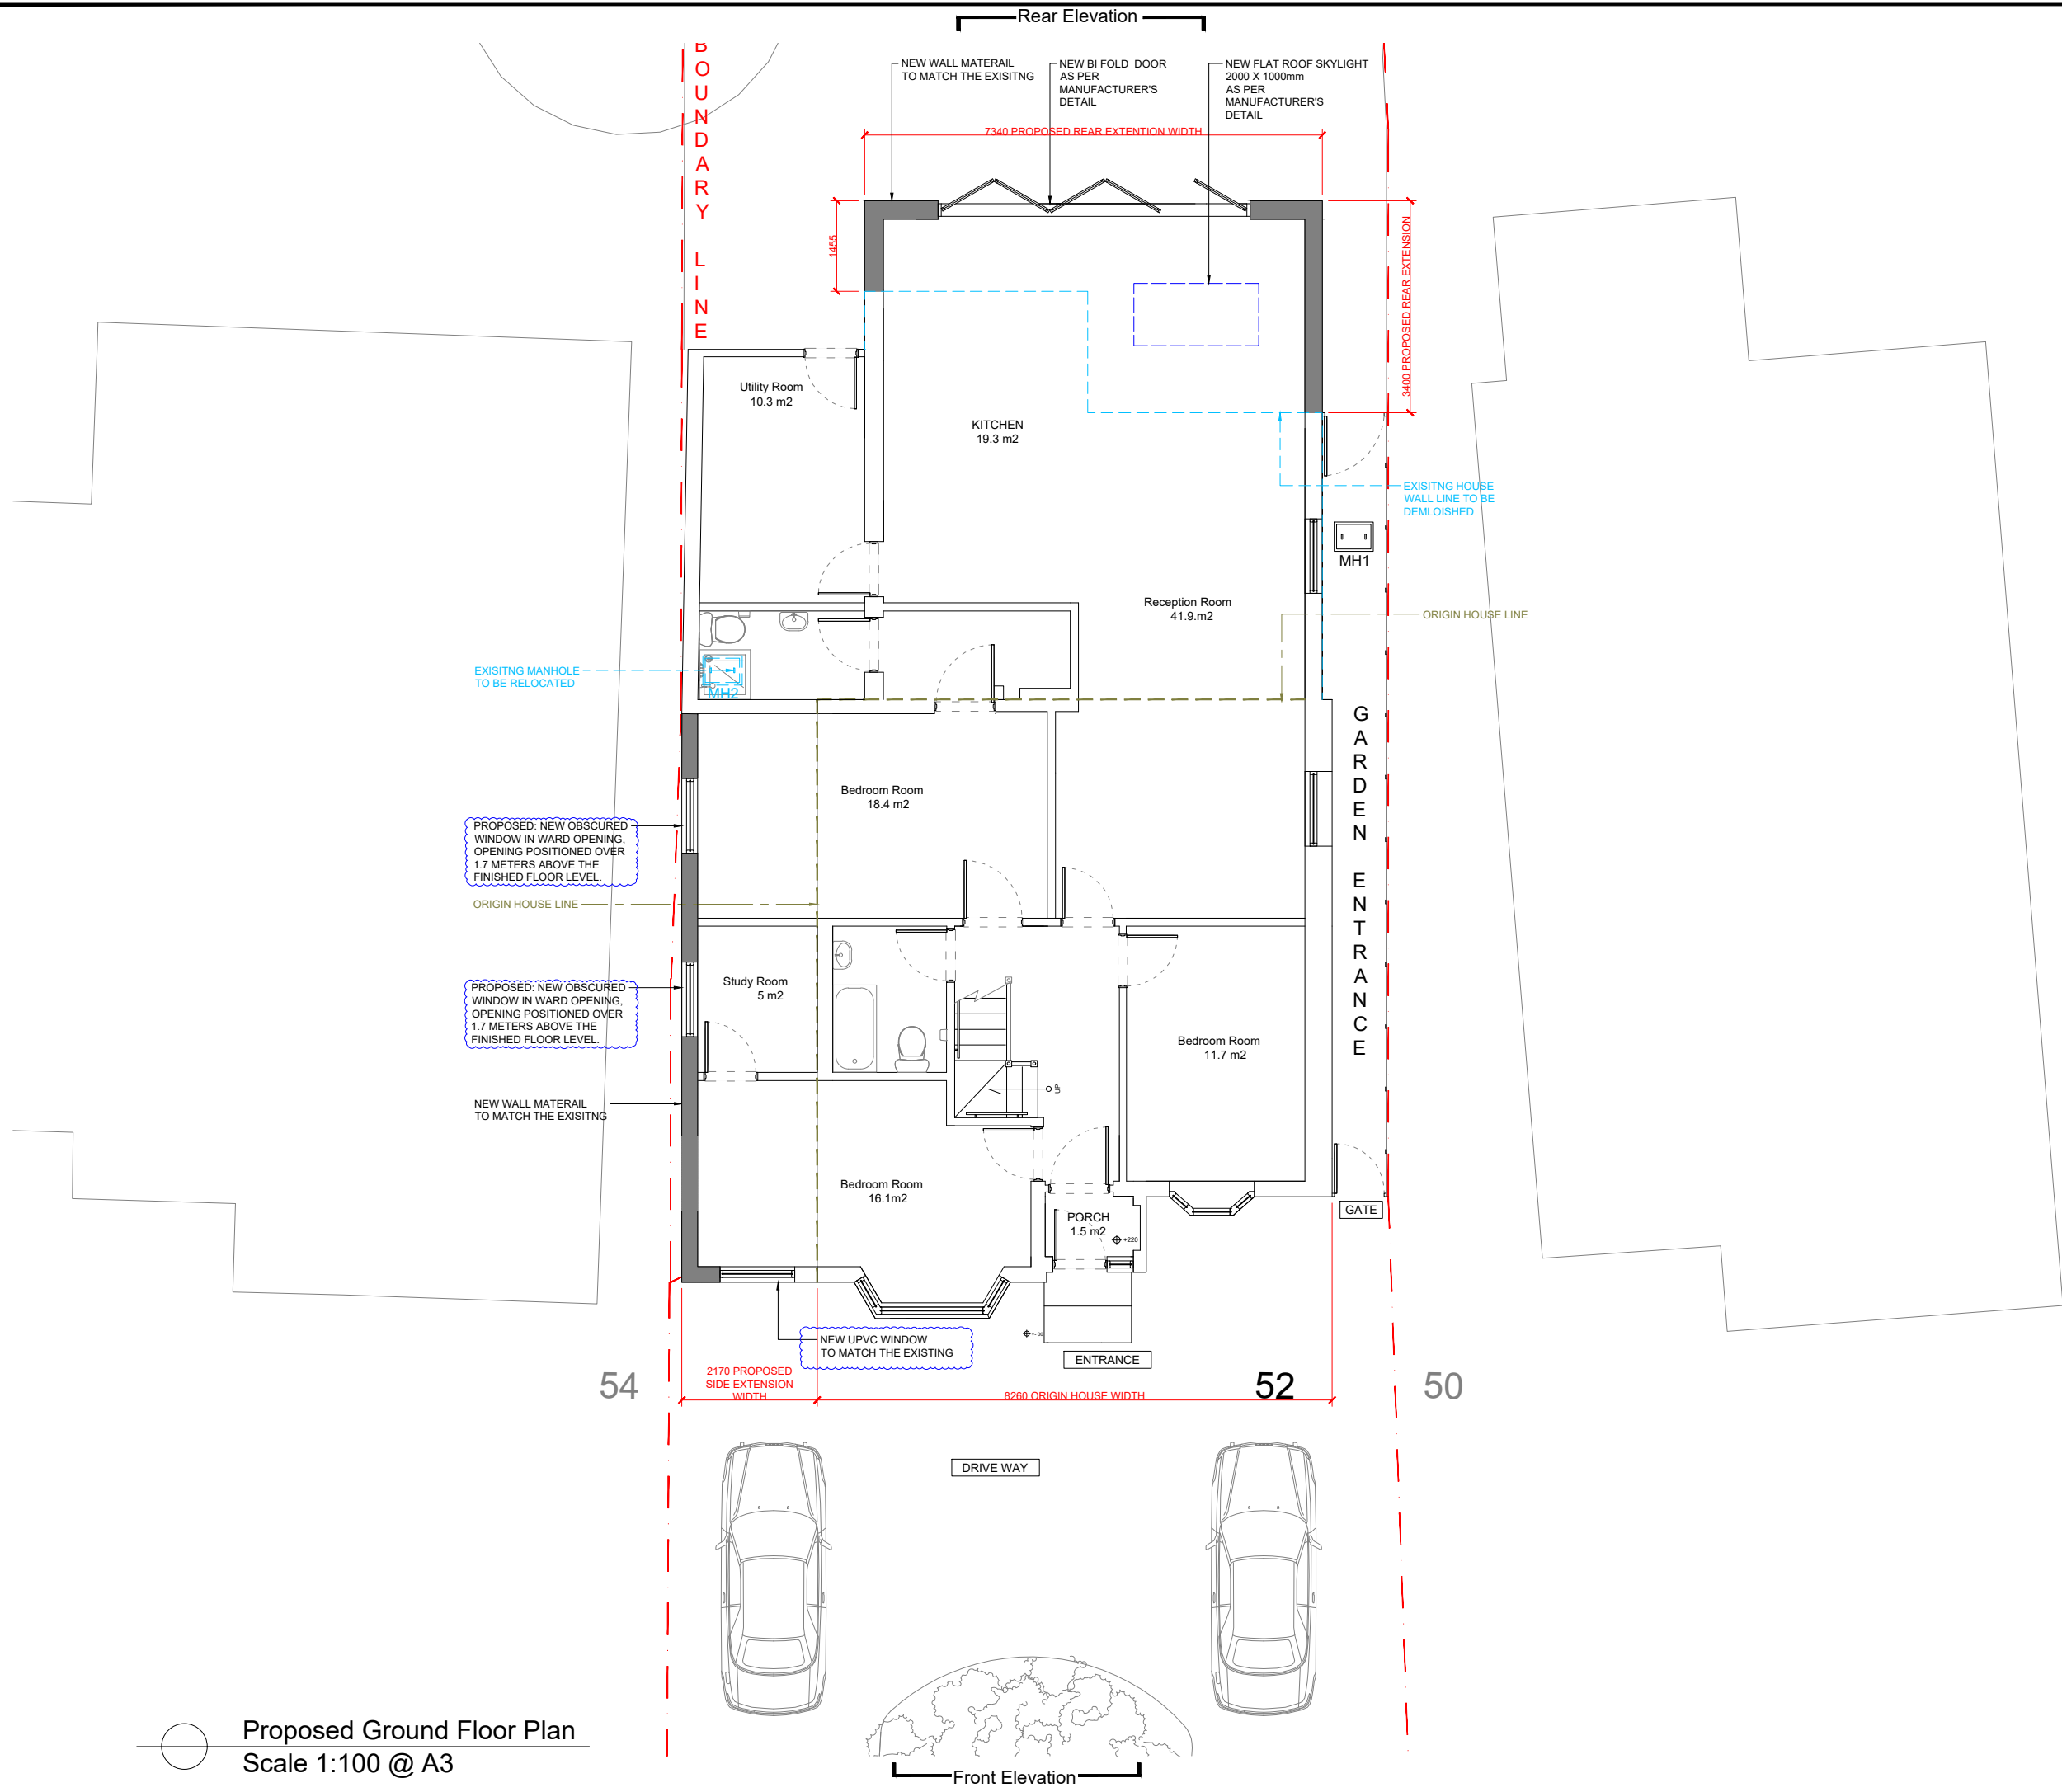 Rear Elevation
BOUNDARY LINE
NEW WALL MATERAIL
TO MATCH THE EXISITNG
NEW BI FOLD DOOR
AS PER
MANUFACTURER'S
DETAIL
NEW FLAT ROOF SKYLIGHT
2000 X 1000mm
AS PER
MANUFACTURER'S
DETAIL
7340 PROPOSED REAR EXTENTION WIDTH
1455
3400 PROPOSED REAR EXTENSION
Utility Room
10.3 m2
KITCHEN
19.3 m2
EXISITNG HOUSE
WALL LINE TO BE
DEMLOISHED
MH1
Reception Room
41.9.m2
ORIGIN HOUSE LINE
EXISITNG MANHOLE
TO BE RELOCATED
MH2
GARDEN ENTRANCE
Bedroom Room
18.4 m2
PROPOSED: NEW OBSCURED
WINDOW IN WARD OPENING,
OPENING POSITIONED OVER
1.7 METERS ABOVE THE
FINISHED FLOOR LEVEL.
ORIGIN HOUSE LINE
Study Room
5 m2
PROPOSED: NEW OBSCURED
WINDOW IN WARD OPENING,
OPENING POSITIONED OVER
1.7 METERS ABOVE THE
FINISHED FLOOR LEVEL.
Bedroom Room
11.7 m2
UP
NEW WALL MATERAIL
TO MATCH THE EXISITNG
Bedroom Room
16.1m2
PORCH
1.5 m2
+220
GATE
NEW UPVC WINDOW
TO MATCH THE EXISTING
ENTRANCE
2170 PROPOSED
SIDE EXTENSION
WIDTH
8260 ORIGIN HOUSE WIDTH
54
52
50
DRIVE WAY
Proposed Ground Floor Plan
Scale 1:100 @ A3
Front Elevation